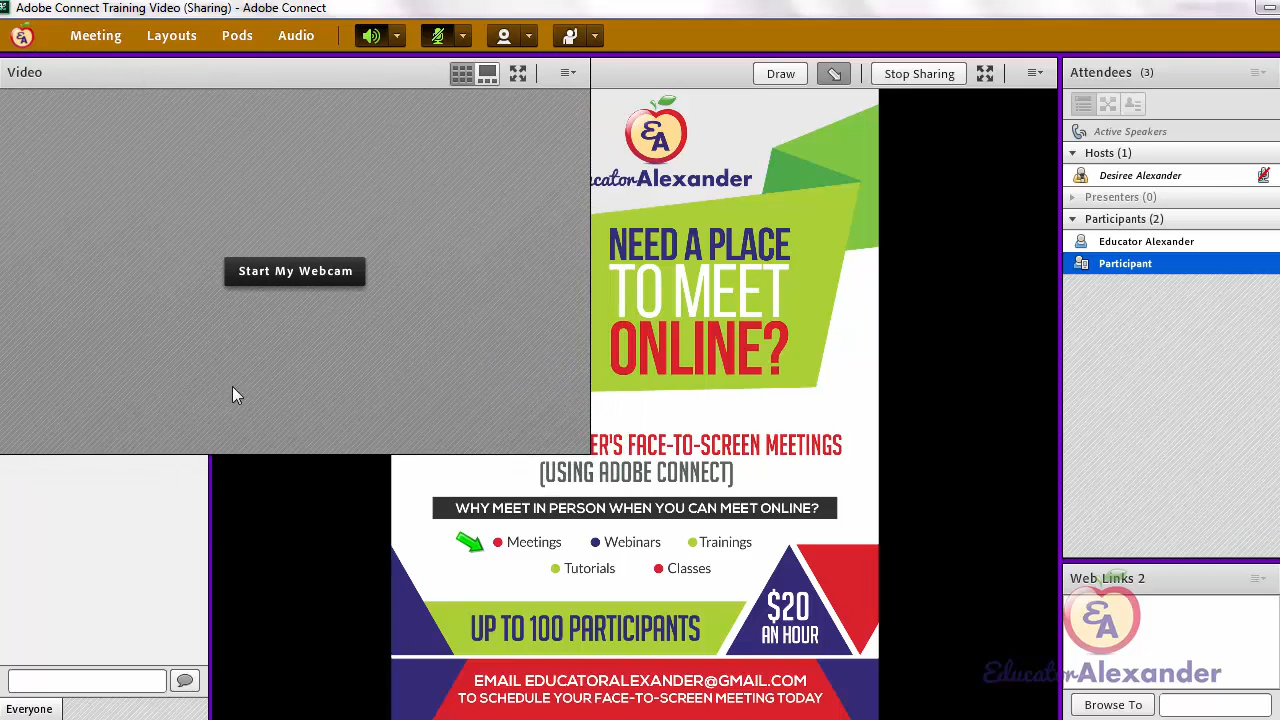 Adobe Connect Training Video (Sharing) - Adobe Connect
Meeting Layouts Pods Audio
Video
Draw Stop Sharing
Attendees (3)
Active Speakers
Hosts (1)
Desiree Alexander
Presenters (0)
Participants (2)
Educator Alexander
Participant
Start My Webcam
EA
Alexander
NEED A PLACE
TO MEET
ONLINE?
FACE-TO-SCREEN MEETINGS
(USING ADOBE CONNECT)
WHY MEET IN PERSON WHEN YOU CAN MEET ONLINE?
Meetings Webinars Trainings
Tutorials Classes
$20
AN HOUR
UP TO 100 PARTICIPANTS
EMAIL EDUCATORALEXANDER@GMAIL.COM
TO SCHEDULE YOUR FACE-TO-SCREEN MEETING TODAY
Everyone
Web Links 2
EA
EducatorAlexander
Browse To